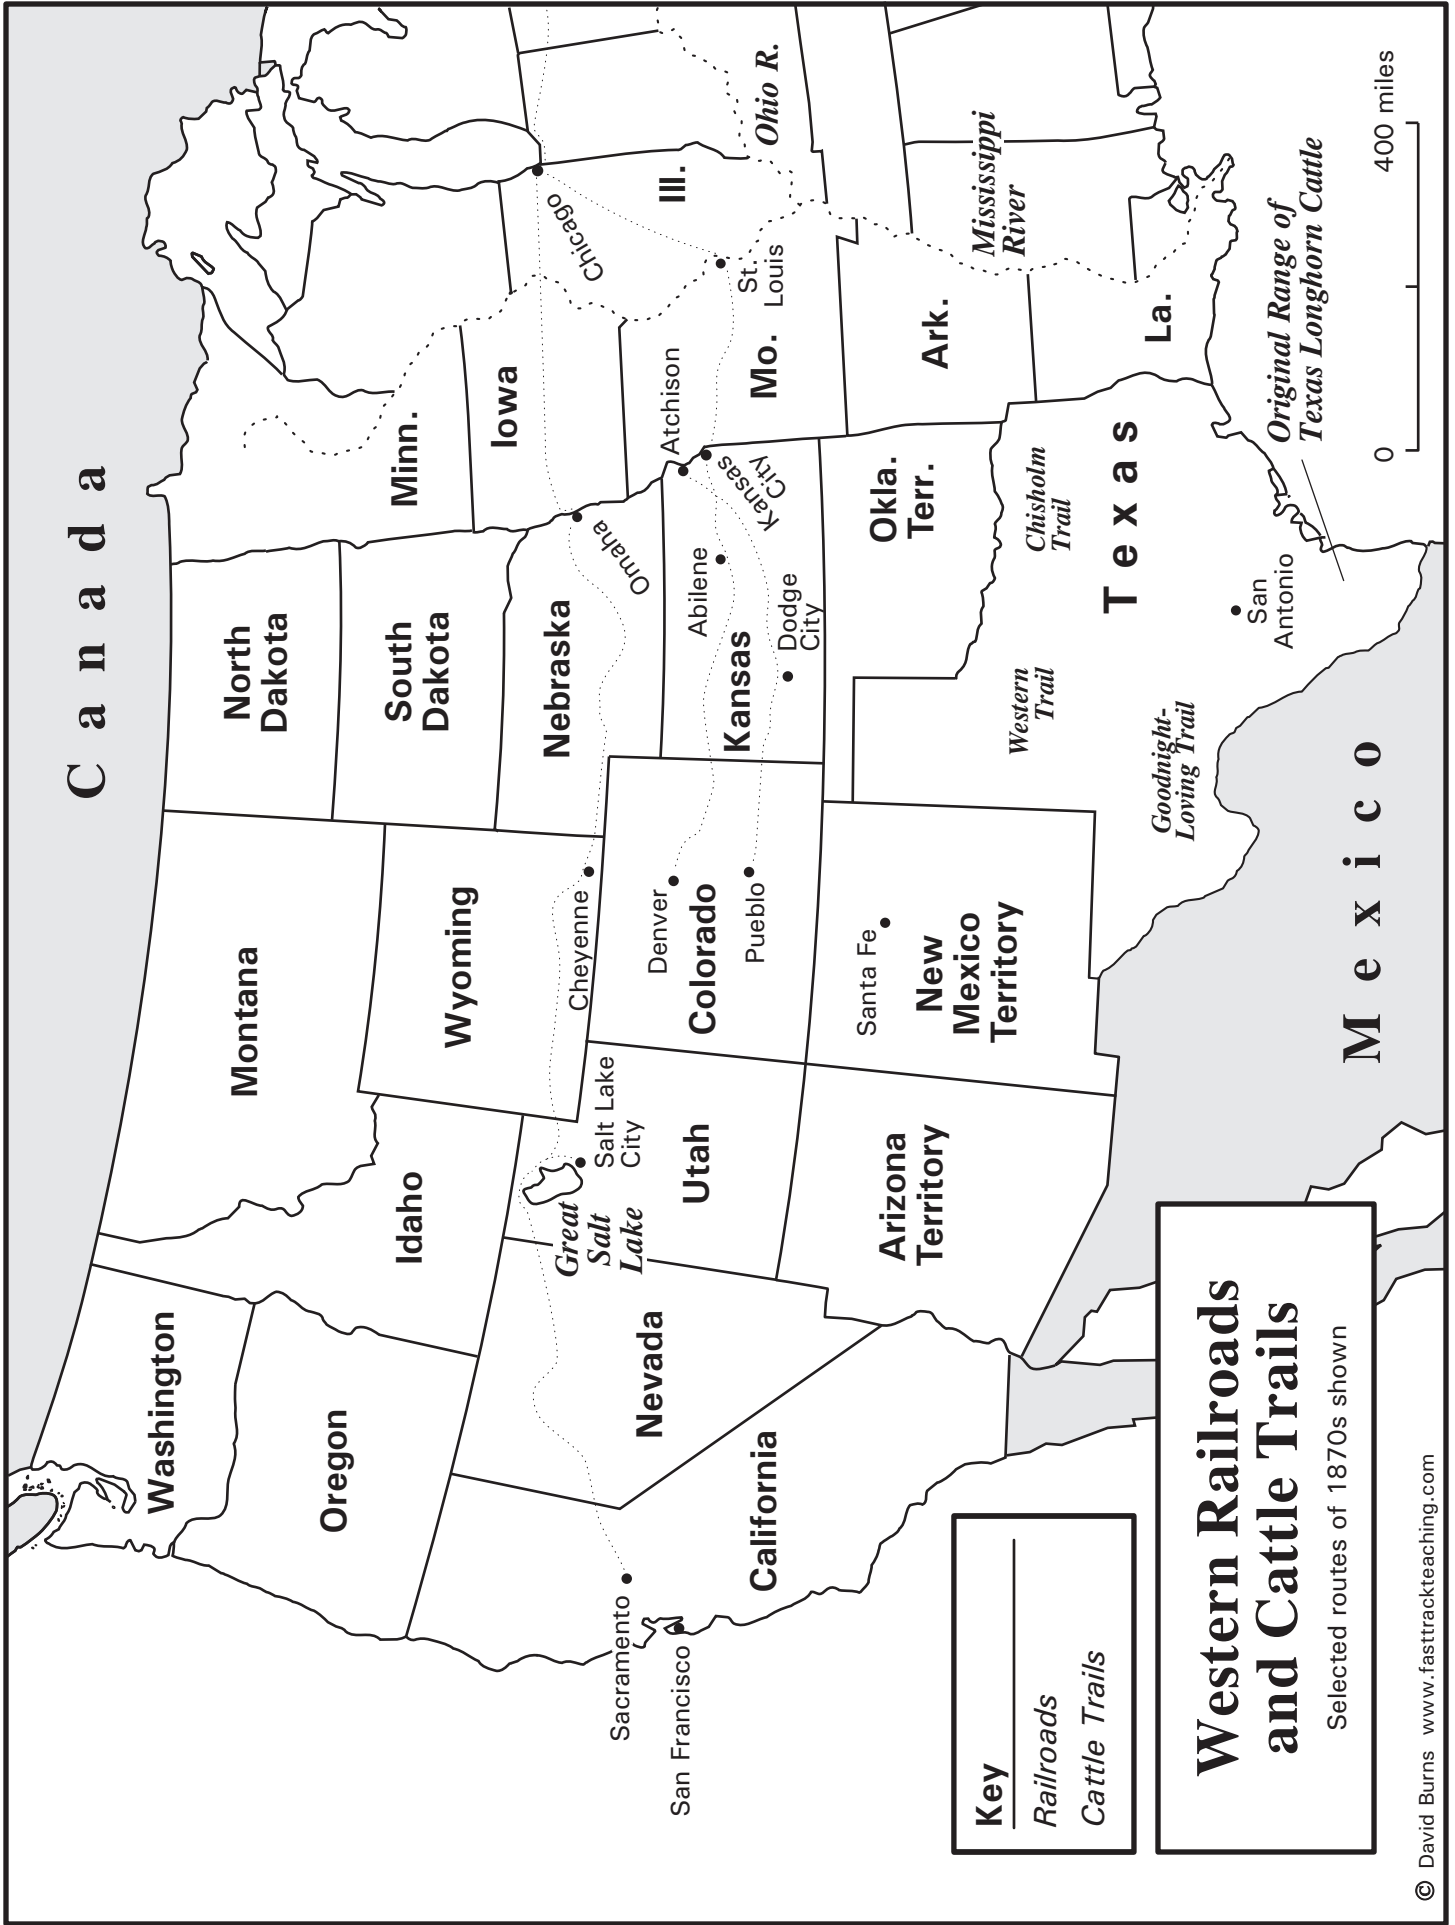 Canada
Washington
Montana
North
Dakota
Minn.
Oregon
Idaho
South
Dakota
Wyoming
Iowa
Nebraska
Chicago
Omaha
Cheyenne
Great
Salt
Lake
Salt Lake
City
Sacramento
San Francisco
Nevada
Utah
Denver
Colorado
Pueblo
Abilene
Kansas
Dodge
City
Atchison
Kansas
City
Mo.
St.
Louis
Ill.
Ohio R.
California
Arizona
Territory
Santa Fe
New
Mexico
Territory
Okla.
Terr.
Ark.
Mississippi
River
Western
Trail
Chisholm
Trail
Texas
Goodnight-
Loving Trail
La.
San
Antonio
Original Range of
Texas Longhorn Cattle
Mexico
Key
Railroads
Cattle Trails
Western Railroads
and Cattle Trails
Selected routes of 1870s shown
0
400 miles
© David Burns www.fasttrackteaching.com